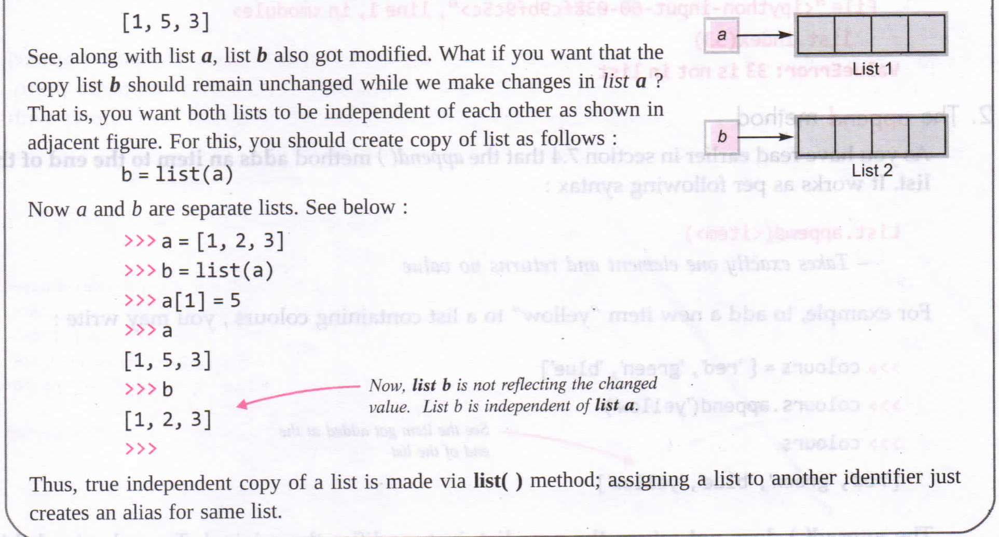 [1, 5, 3]
See, along with list a, list b also got modified. What if you want that the
copy list b should remain unchanged while we make changes in list a ?
That is, you want both lists to be independent of each other as shown in
adjacent figure. For this, you should create copy of list as follows :
b = list(a)
a
List 1
b
List 2
Now a and b are separate lists. See below :
>>> a = [1, 2, 3]
>>> b = list(a)
>>> a[1] = 5
>>> a
[1, 5, 3]
>>> b
[1, 2, 3]
>>>
Now, list b is not reflecting the changed
value. List b is independent of list a.
Thus, true independent copy of a list is made via list( ) method; assigning a list to another identifier just
creates an alias for same list.